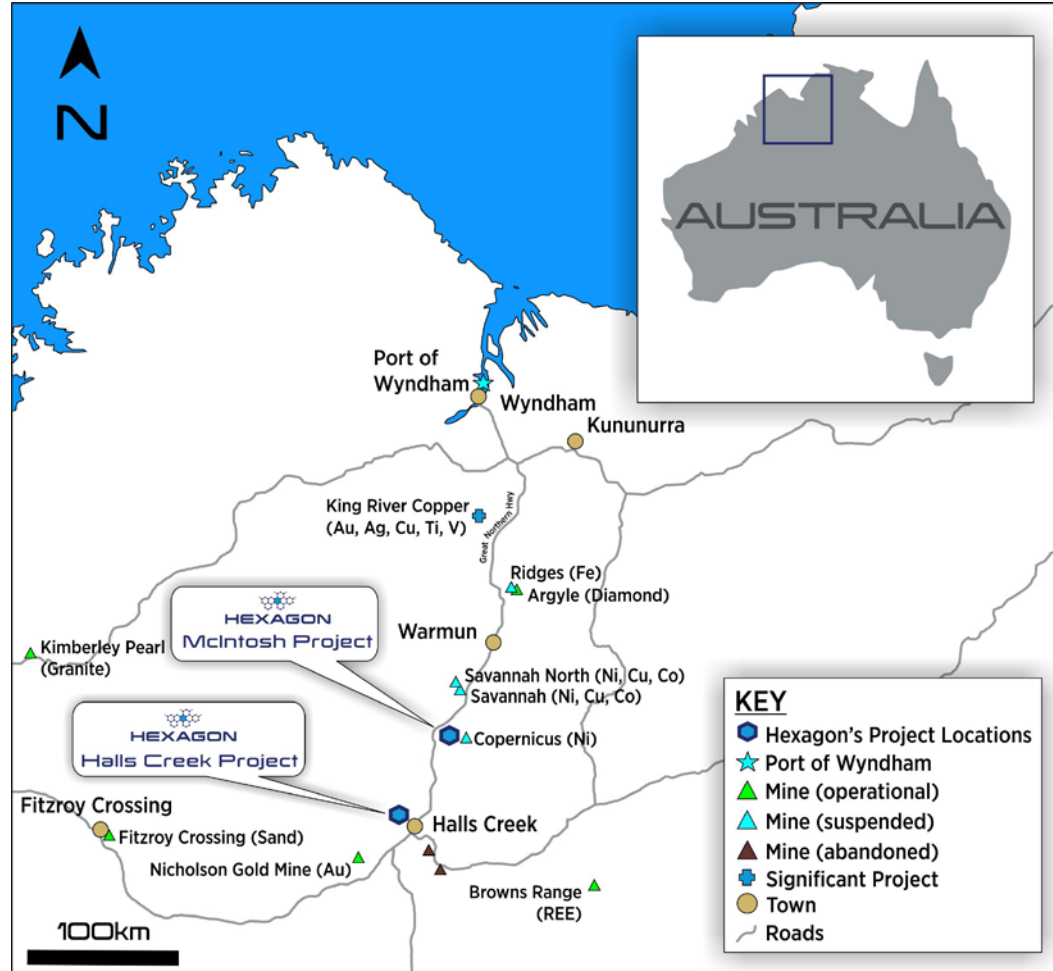 N
AUSTRALIA
Port of
Wyndham
Wyndham
Kununurra
King River Copper
(Au, Ag, Cu, Ti, V)
Great Northern Hwy
Ridges (Fe)
Argyle (Diamond)
HEXAGON
McIntosh Project
Warmun
Kimberley Pearl
(Granite)
Savannah North (Ni, Cu, Co)
Savannah (Ni, Cu, Co)
HEXAGON
Halls Creek Project
Copernicus (Ni)
Fitzroy Crossing
Fitzroy Crossing (Sand)
Halls Creek
Nicholson Gold Mine (Au)
Browns Range
(REE)
100km
KEY
Hexagon's Project Locations
Port of Wyndham
Mine (operational)
Mine (suspended)
Mine (abandoned)
Significant Project
Town
Roads